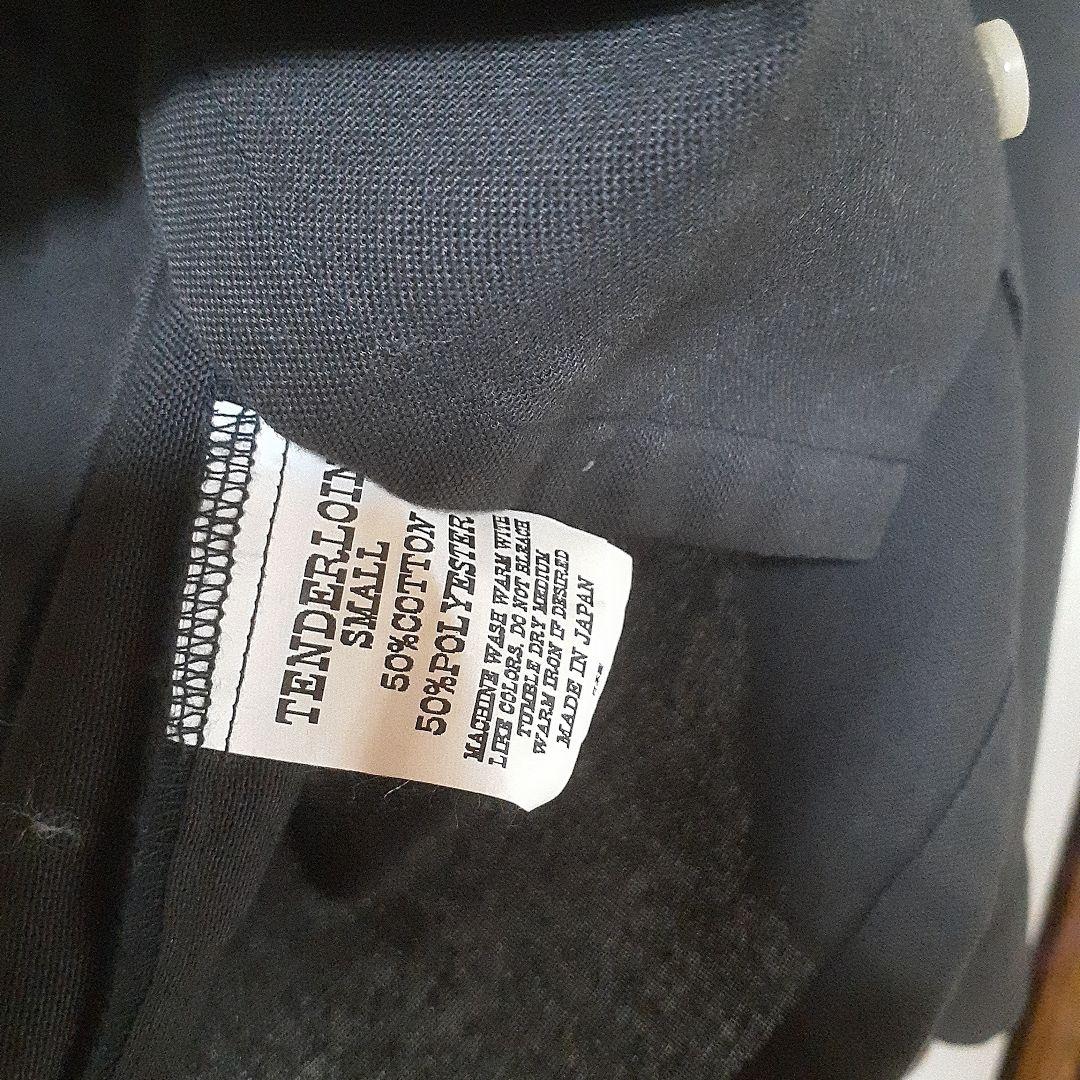 TENDERLOIN
SMALL
50%COTTON
50%POLYESTER
MACHINE WASH WARM WITH
LIKE COLORS, DO NOT BLEACH
TUMBLE DRY MEDIUM
WARM IRON IF DESIRED
MADE IN JAPAN